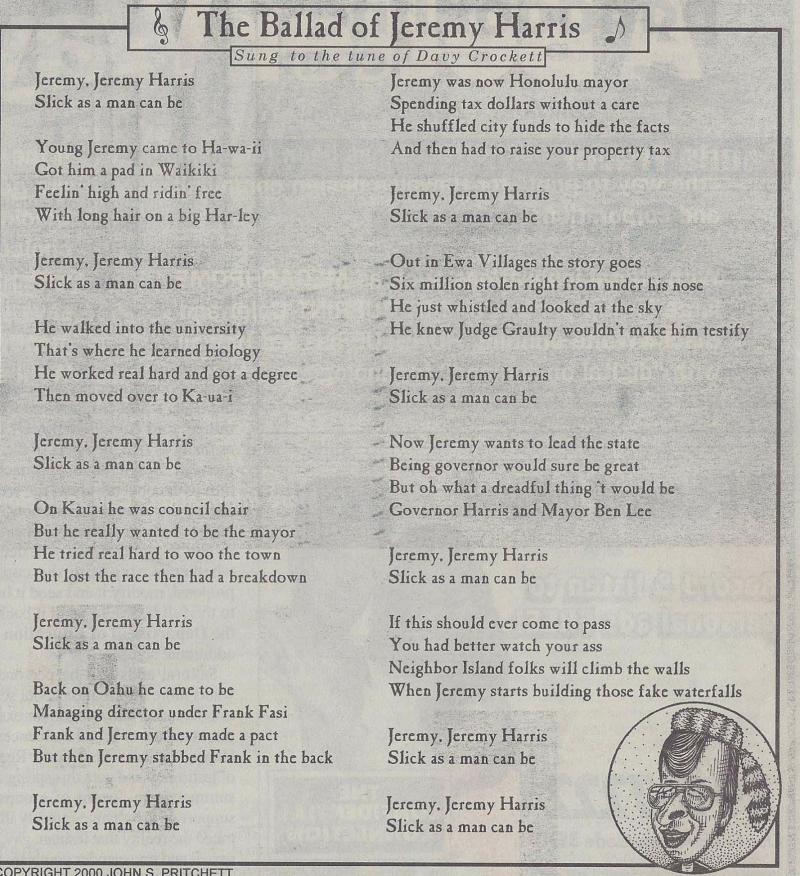 The Ballad of Jeremy Harris
Sung to the tune of Davy Crockett
Jeremy, Jeremy Harris
Slick as a man can be
Young Jeremy came to Ha-wa-ii
Got him a pad in Waikiki
Feelin' high and ridin' free
With long hair on a big Har-ley
Jeremy, Jeremy Harris
Slick as a man can be
He walked into the university
That's where he learned biology
He worked real hard and got a degree
Then moved over to Ka-ua-i
Jeremy, Jeremy Harris
Slick as a man can be
On Kauai he was council chair
But he really wanted to be the mayor
He tried real hard to woo the town
But lost the race then had a breakdown
Jeremy, Jeremy Harris
Slick as a man can be
Back on Oahu he came to be
Managing director under Frank Fasi
Frank and Jeremy they made a pact
But then Jeremy stabbed Frank in the back
Jeremy, Jeremy Harris
Slick as a man can be
Jeremy was now Honolulu mayor
Spending tax dollars without a care
He shuffled city funds to hide the facts
And then had to raise your property tax
Jeremy, Jeremy Harris
Slick as a man can be
Out in Ewa Villages the story goes
Six million stolen right from under his nose
He just whistled and looked at the sky
He knew Judge Graulty wouldn't make him testify
Jeremy, Jeremy Harris
Slick as a man can be
Now Jeremy wants to lead the state
Being governor would sure be great
But oh what a dreadful thing 't would be
Governor Harris and Mayor Ben Lee
Jeremy, Jeremy Harris
Slick as a man can be
If this should ever come to pass
You had better watch your ass
Neighbor Island folks will climb the walls
When Jeremy starts building those fake waterfalls
Jeremy, Jeremy Harris
Slick as a man can be
Jeremy, Jeremy Harris
Slick as a man can be
COPYRIGHT 2000 JOHN S. PRITCHETT